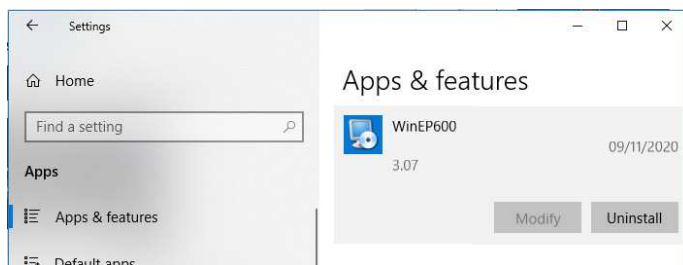 Settings
Home
Find a setting
Apps
Apps & features
Default apps
Apps & features
WinEP600
09/11/2020
3.07
Modify
Uninstall